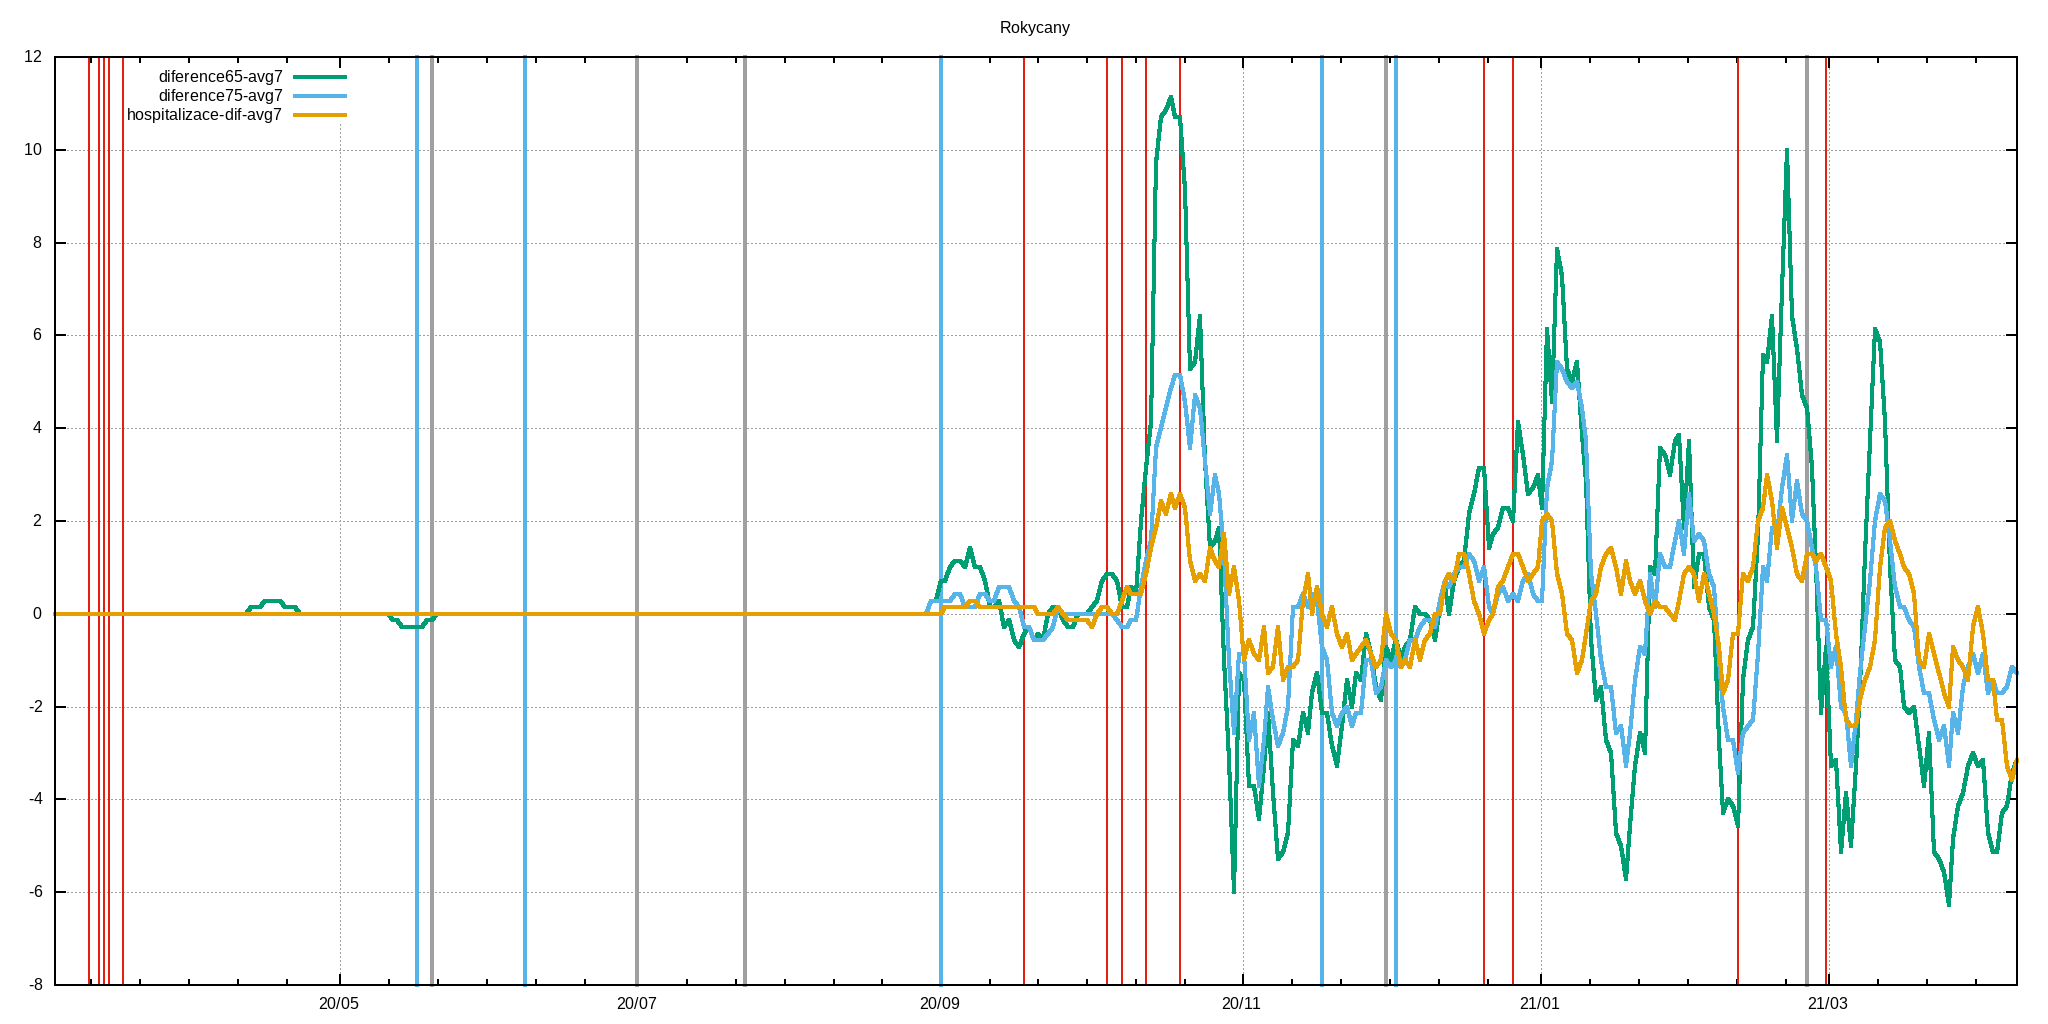 Rokycany
12
diference65-avg7
diference75-avg7
hospitalizace-dif-avg7
10
8
6
4
2
0
-2
-4
-6
-8
20/05 20/07 20/09 20/11 21/01 21/03